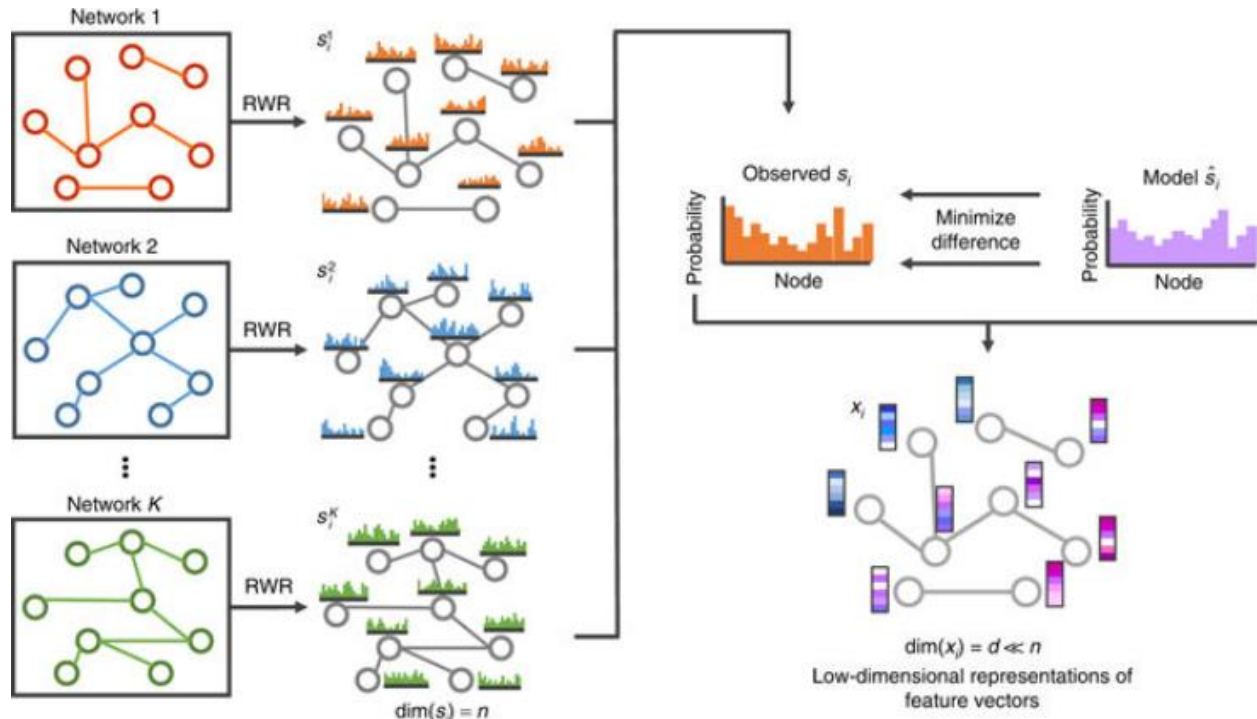 Network 1
RWR
s_i^1
Network 2
RWR
s_i^2
Network K
RWR
s_i^K
dim(s_i) = n
Observed s_i
Probability
Node
Minimize
difference
Model ŝ_i
Probability
Node
x_i
dim(x_i) = d ≪ n
Low-dimensional representations of
feature vectors